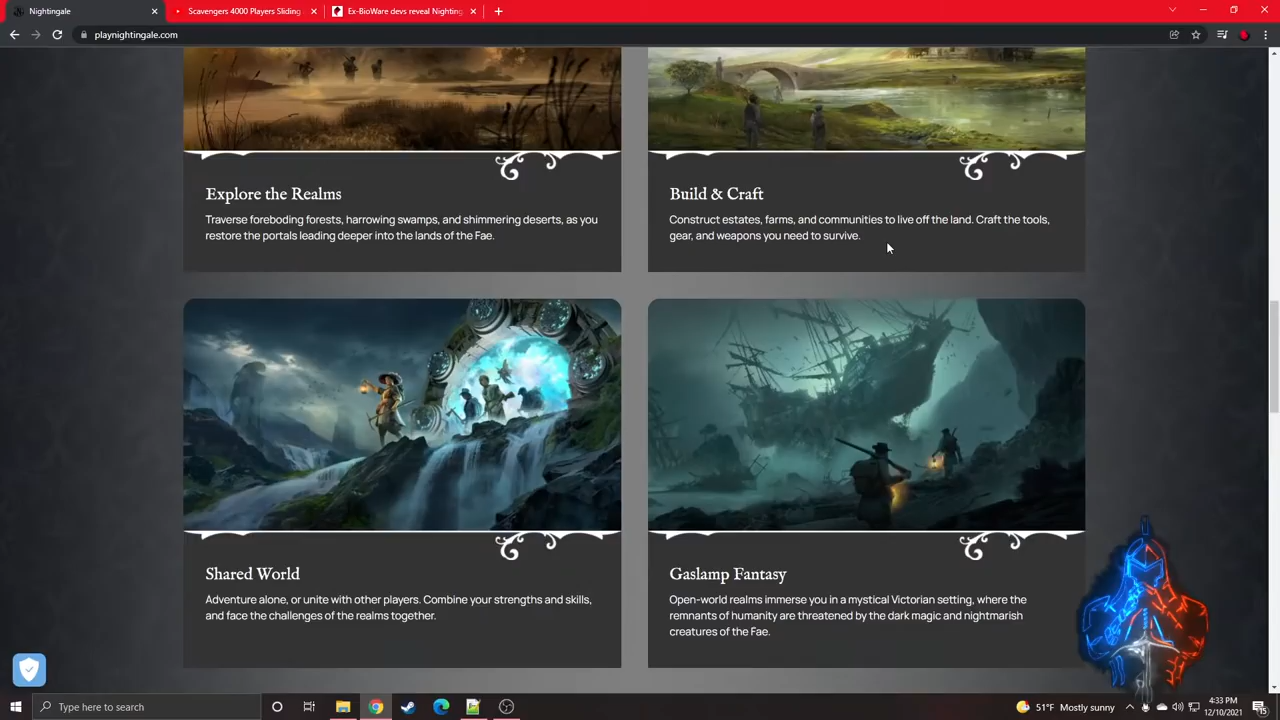 Nightingale
Scavengers 4000 Players Sliding
Ex-BioWare devs reveal Nighting
playnightingale.com
Explore the Realms
Traverse foreboding forests, harrowing swamps, and shimmering deserts, as you
restore the portals leading deeper into the lands of the Fae.
Build & Craft
Construct estates, farms, and communities to live off the land. Craft the tools,
gear, and weapons you need to survive.
Shared World
Adventure alone, or unite with other players. Combine your strengths and skills,
and face the challenges of the realms together.
Gaslamp Fantasy
Open-world realms immerse you in a mystical Victorian setting, where the
remnants of humanity are threatened by the dark magic and nightmarish
creatures of the Fae.
Type here to search
51°F Mostly sunny
4:33 PM
12/10/2021
15